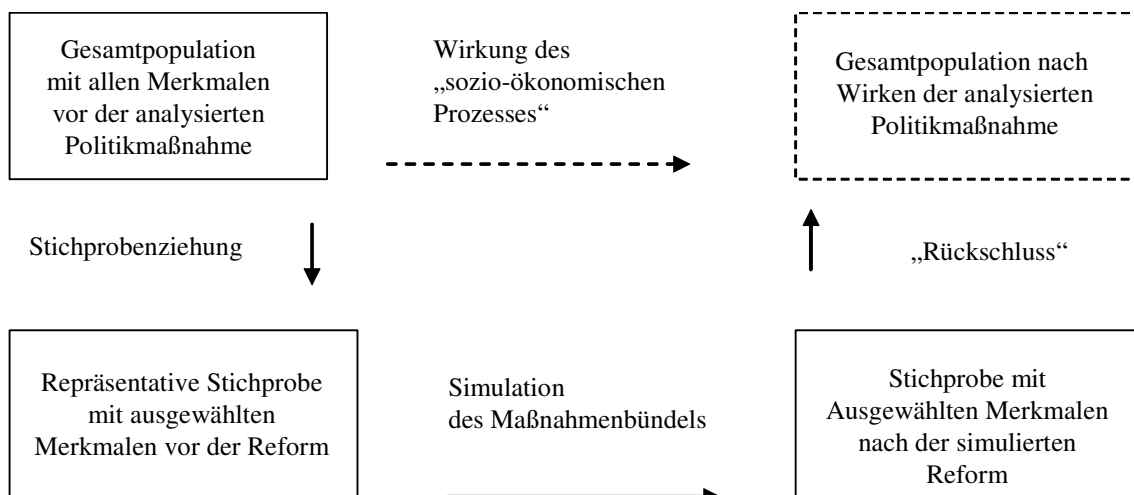 Gesamtpopulation
mit allen Merkmalen
vor der analysierten
Politikmaßnahme
Wirkung des
„sozio-ökonomischen
Prozesses“
Gesamtpopulation nach
Wirken der analysierten
Politikmaßnahme
Stichprobenziehung
„Rückschluss“
Repräsentative Stichprobe
mit ausgewählten
Merkmalen vor der Reform
Simulation
des Maßnahmenbündels
Stichprobe mit
Ausgewählten Merkmalen
nach der simulierten
Reform